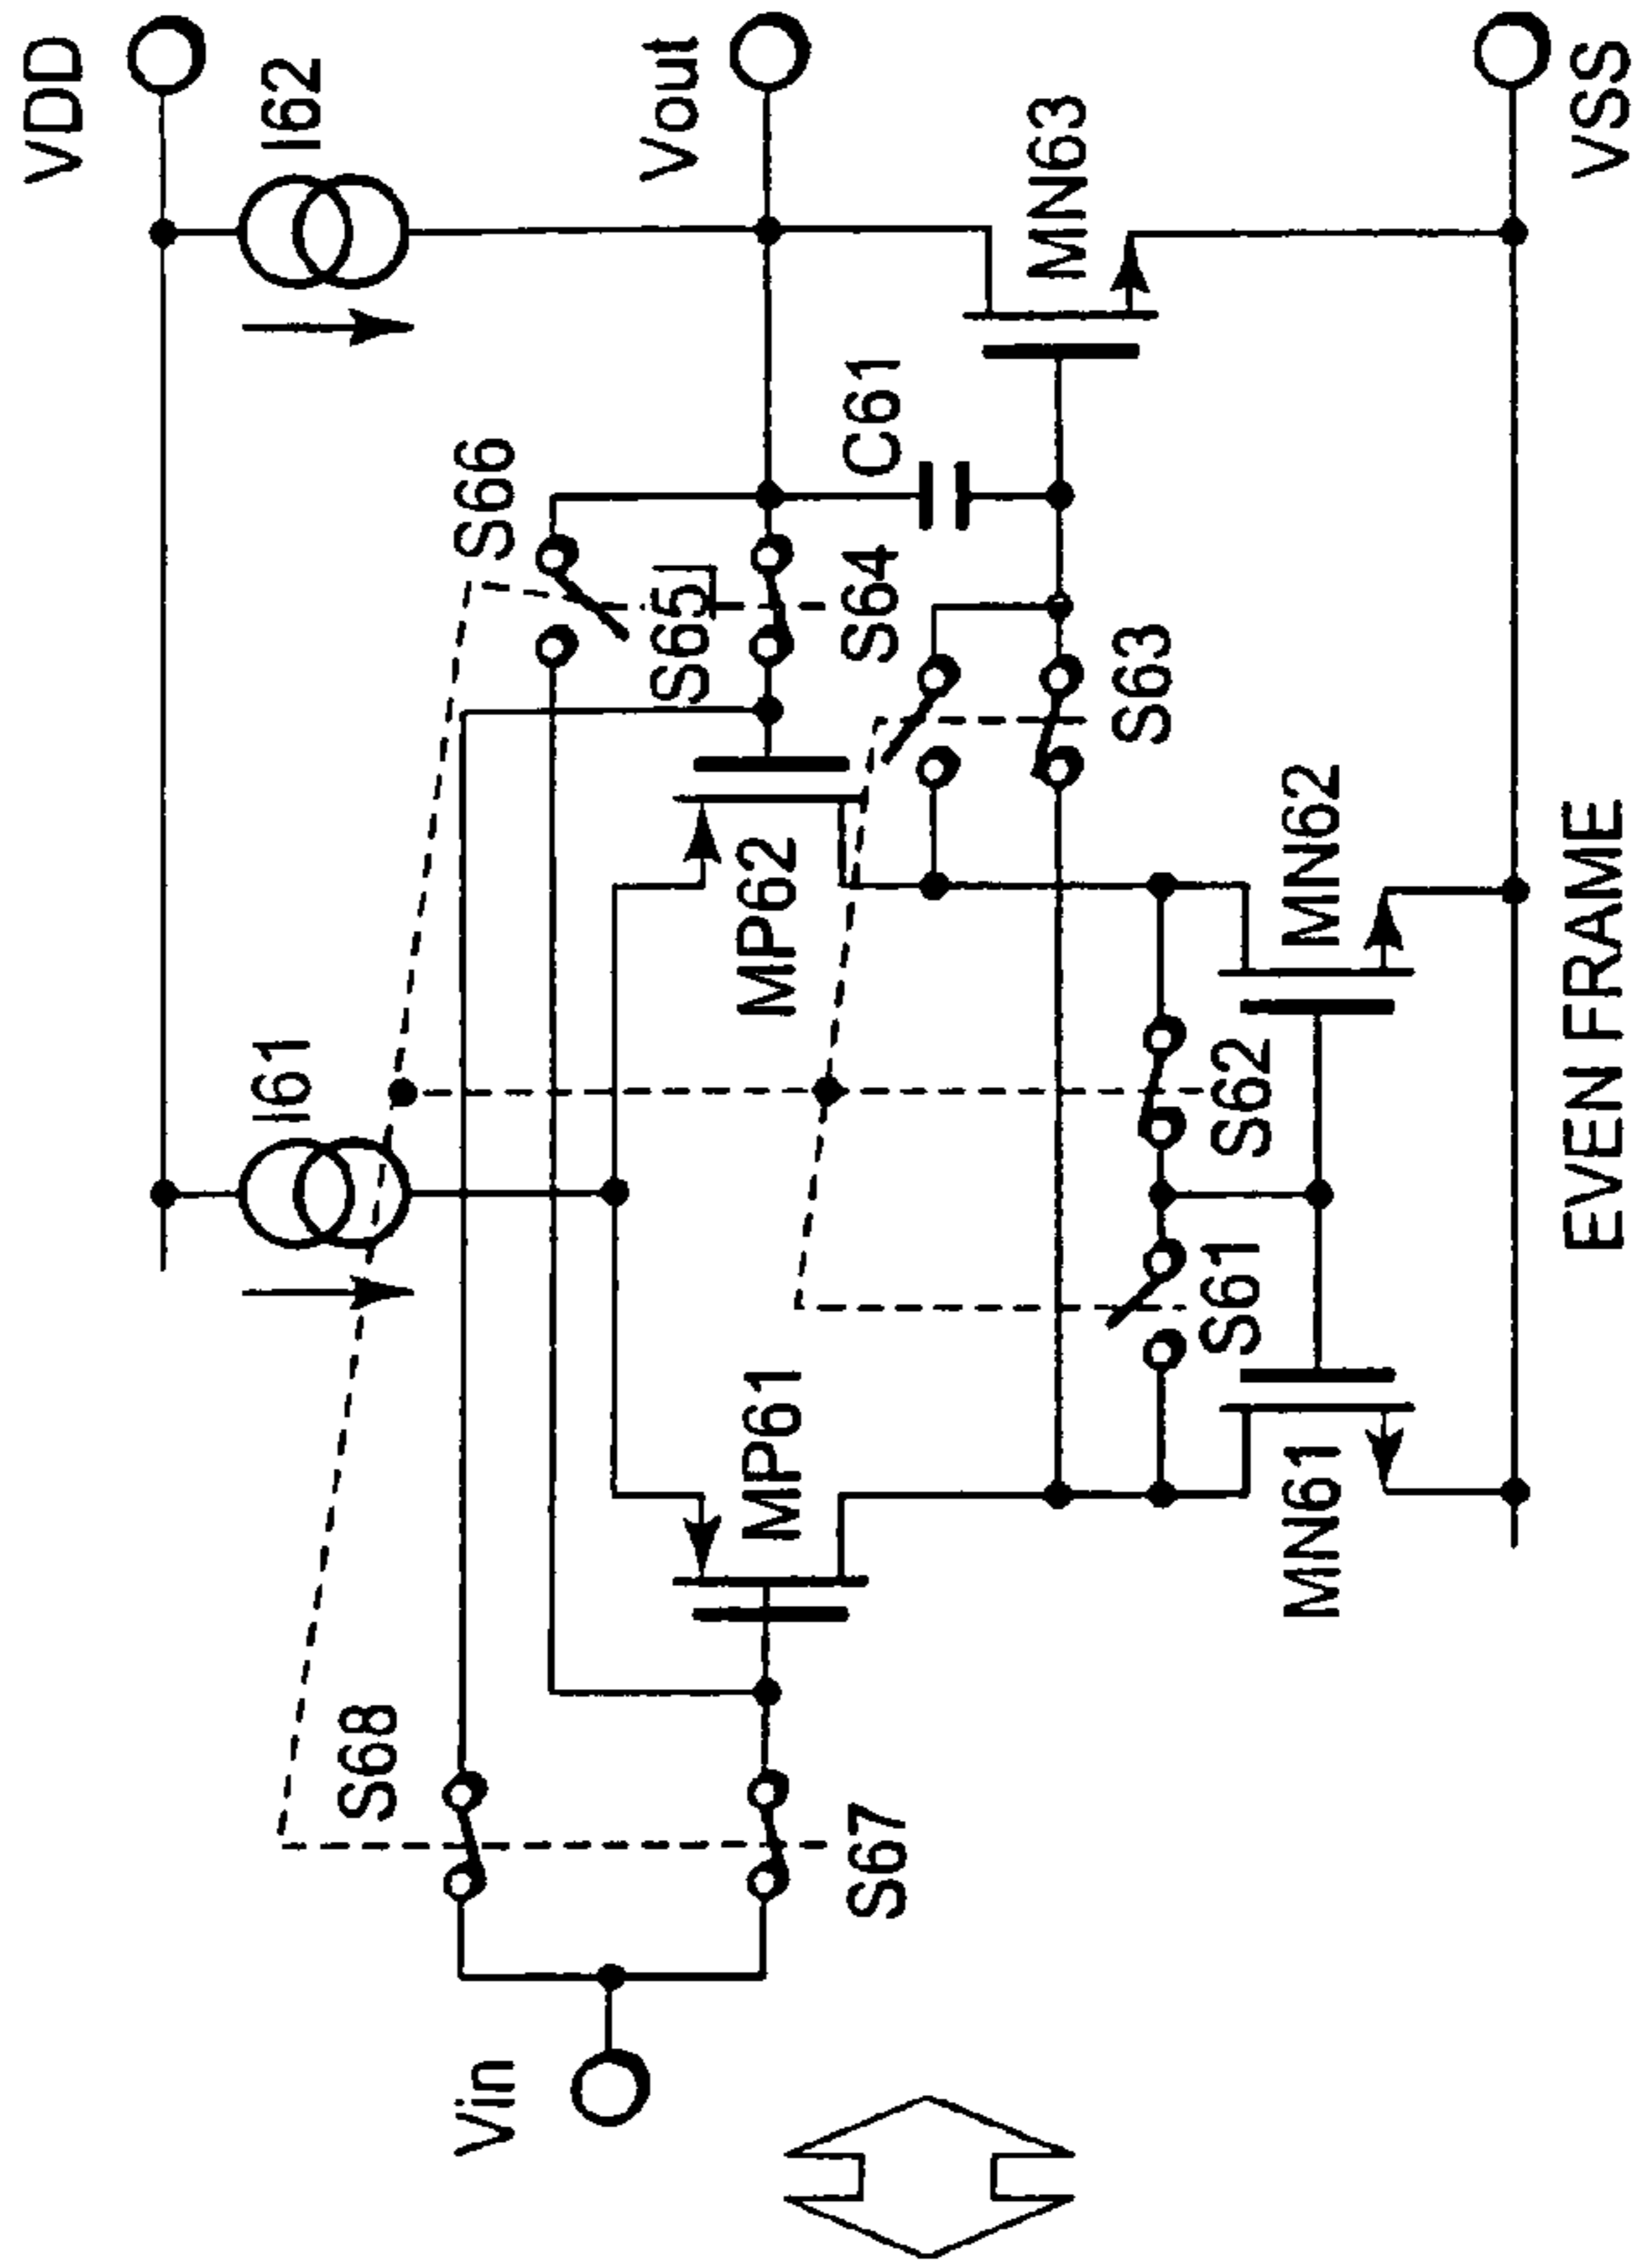 VDD
I61
I62
S68
Vin
S66
S65
Vout
MP61
MP62
S67
S64
C61
MN63
S63
S61
S62
MN61
MN62
VSS
EVEN FRAME